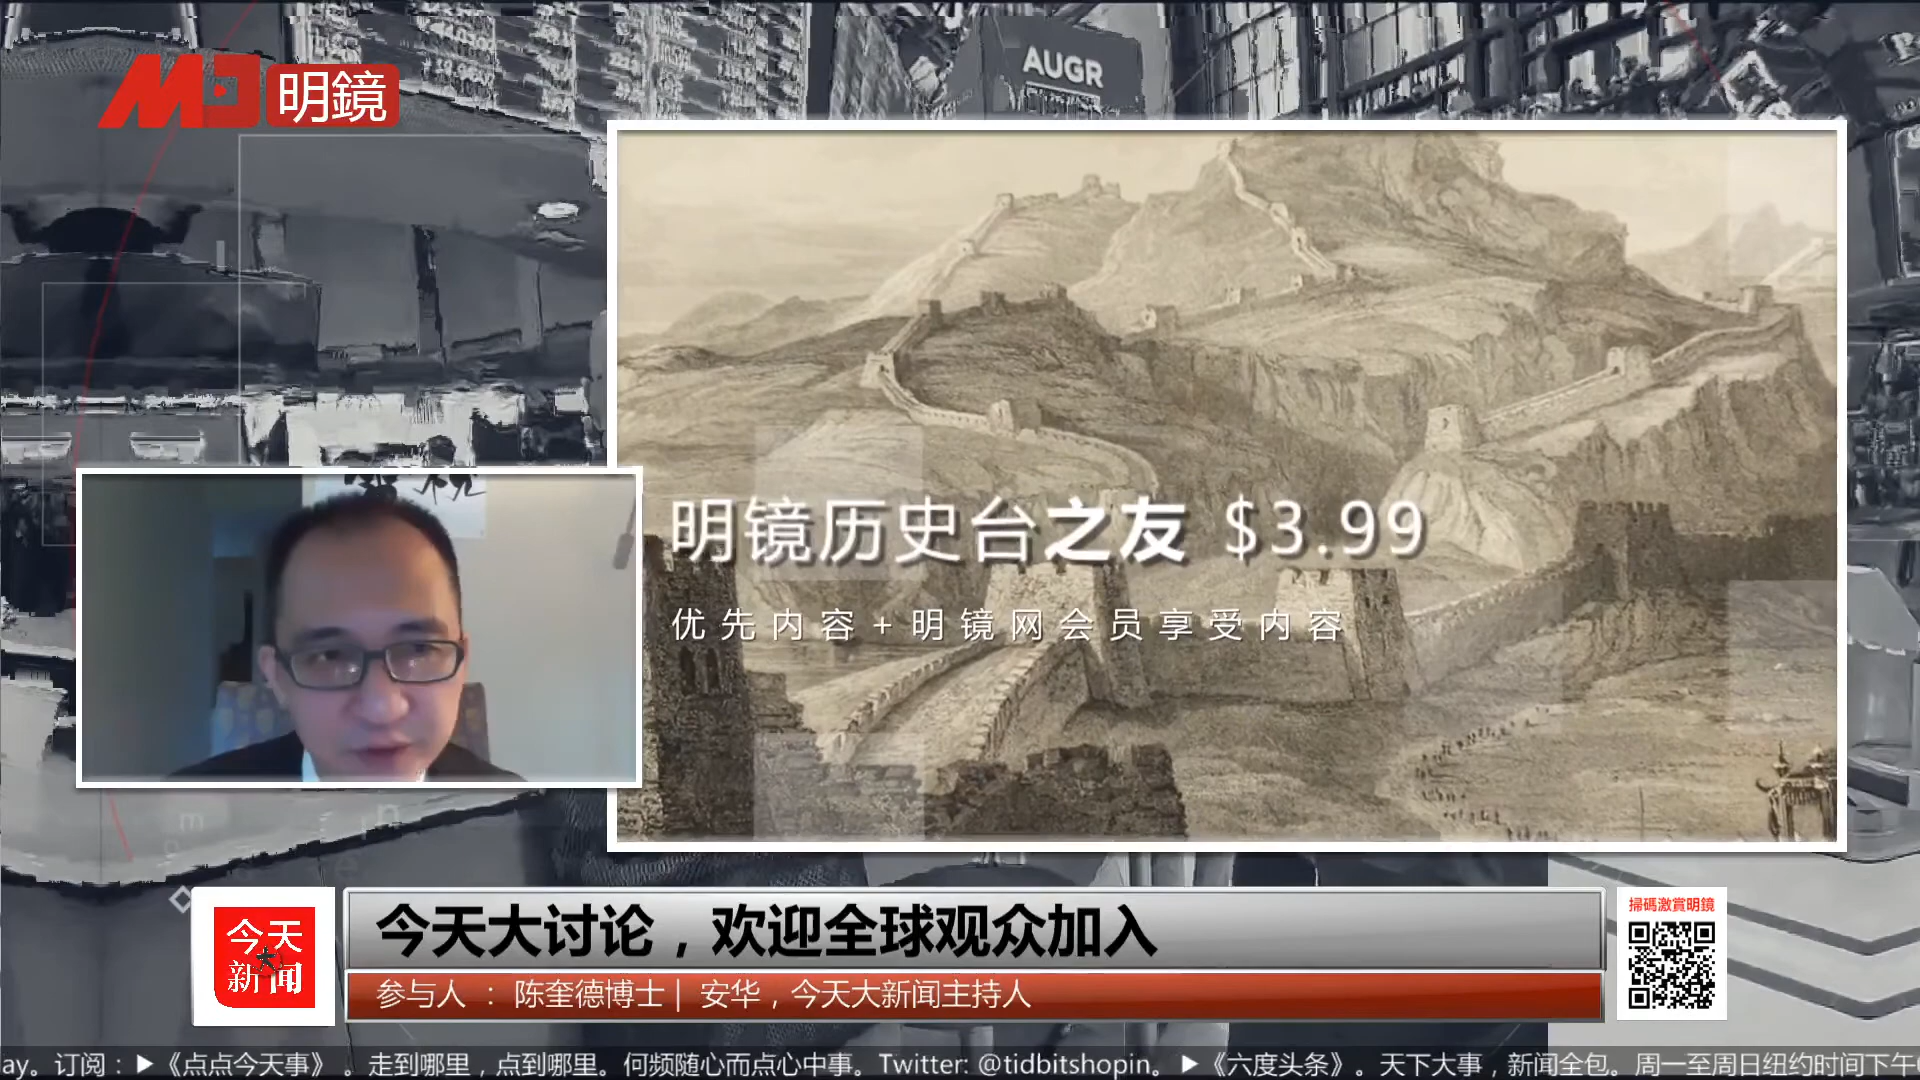 AUGR
明鏡
明镜历史台之友 $3.99
优先内容+明镜网会员享受内容
今天新闻
今天大讨论，欢迎全球观众加入
参与人 ： 陈奎德博士 | 安华，今天大新闻主持人
掃碼激賞明鏡
ay。订阅：▶《点点今天事》 。走到哪里，点到哪里。何频随心而点心中事。Twitter: @tidbitshopin。▶《六度头条》。天下大事，新闻全包。周一至周日纽约时间下午